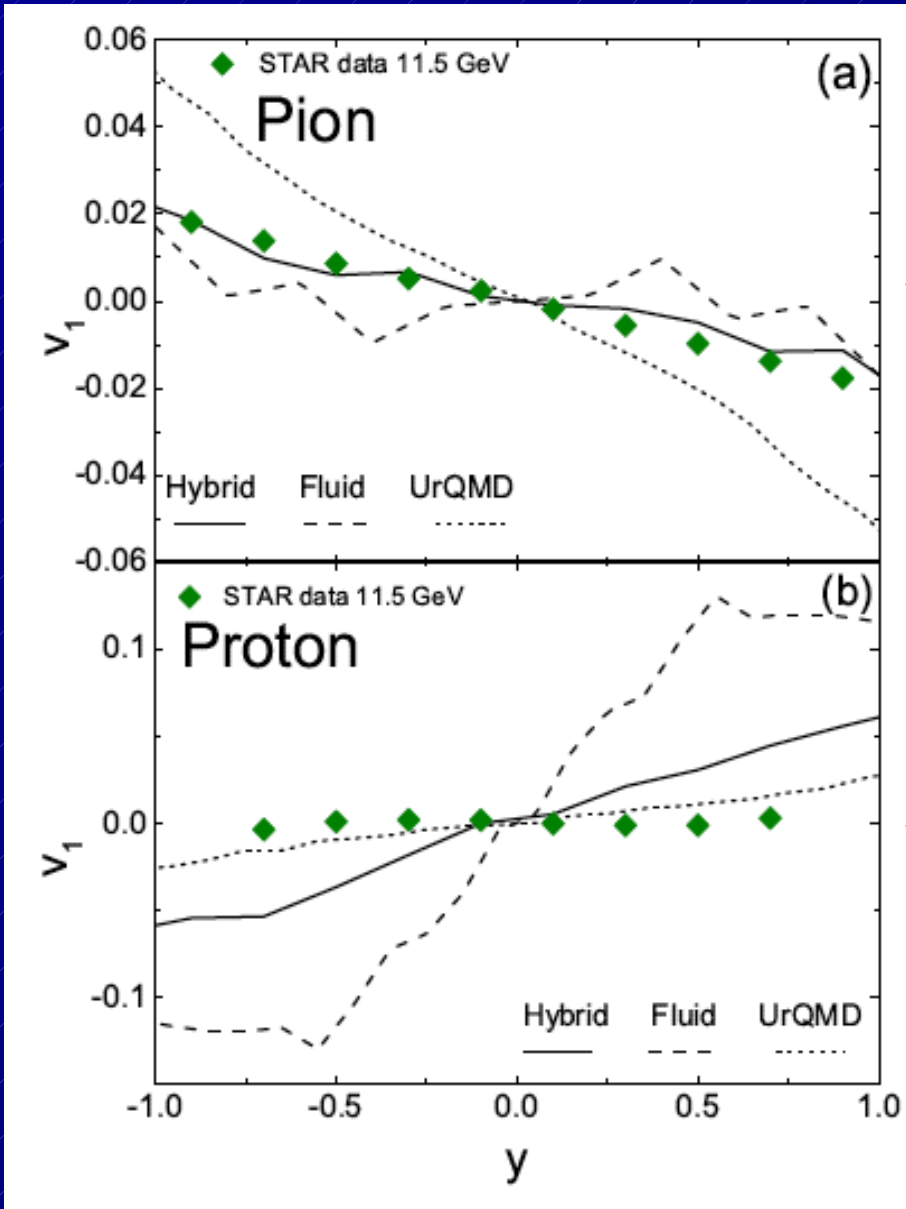 0.06
STAR data 11.5 GeV
(a)
Pion
0.04
0.02
0.00
v1
-0.02
-0.04
Hybrid Fluid UrQMD
-0.06
STAR data 11.5 GeV
(b)
Proton
0.1
0.0
v1
-0.1
Hybrid Fluid UrQMD
-1.0 -0.5 0.0 0.5 1.0
y